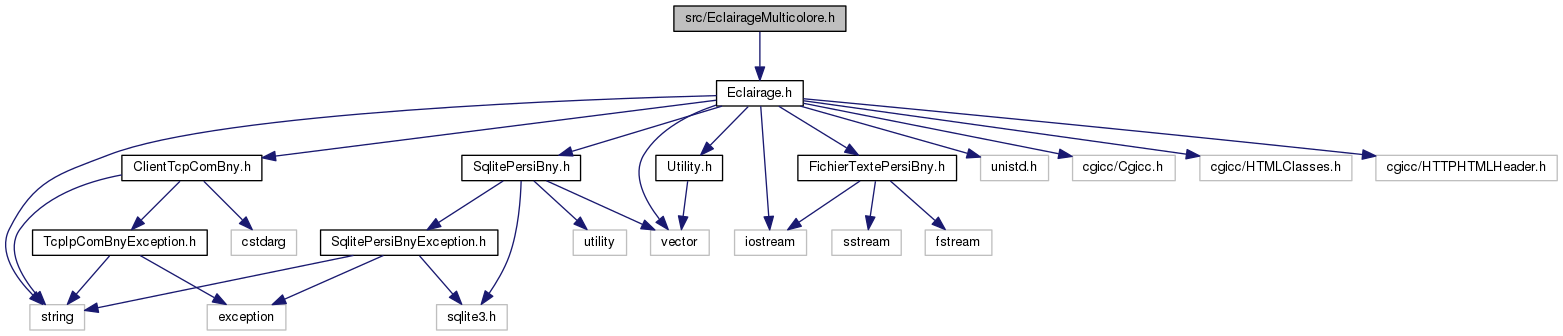 src/EclairageMulticolore.h
Eclairage.h
ClientTcpComBny.h
SqlitePersiBny.h
Utility.h
FichierTextePersiBny.h
unistd.h
cgicc/Cgicc.h
cgicc/HTMLClasses.h
cgicc/HTTPHTMLHeader.h
TcpIpComBnyException.h
cstdarg
SqlitePersiBnyException.h
utility
vector
iostream
sstream
fstream
string
exception
sqlite3.h